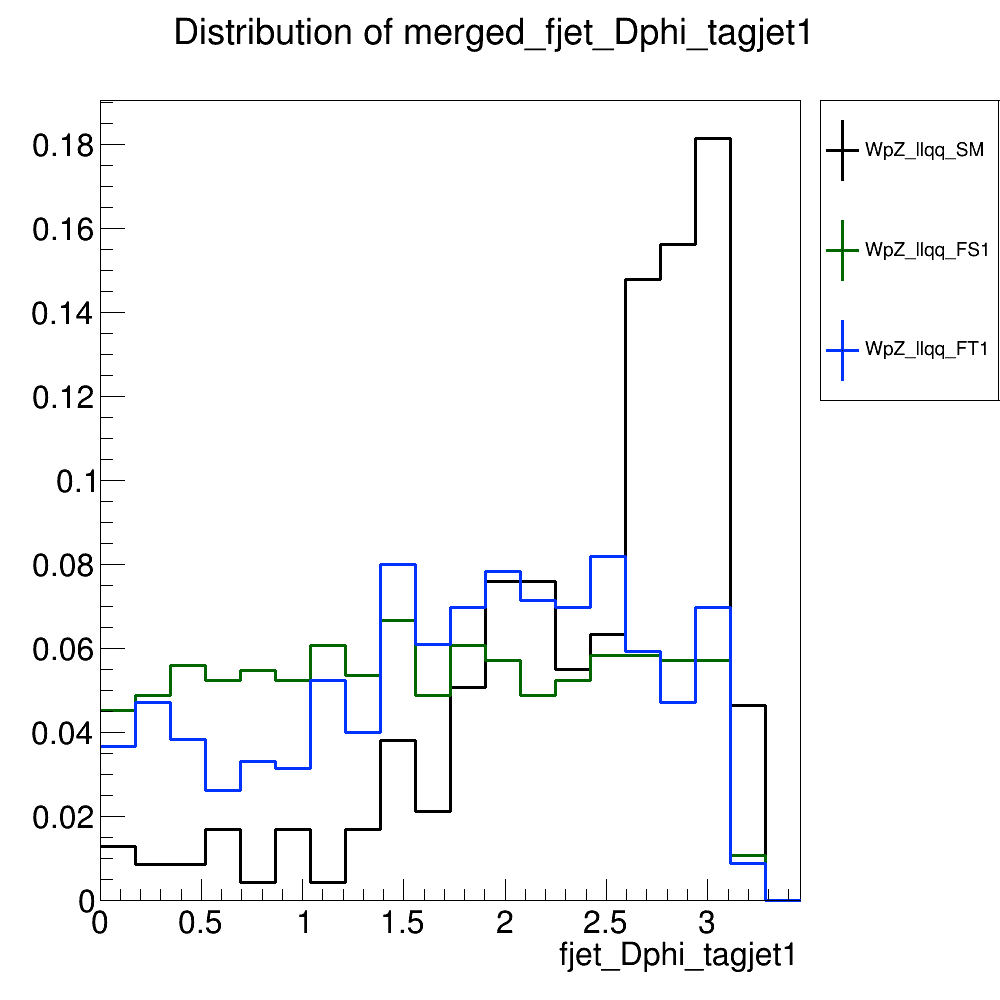 Distribution of merged_fjet_Dphi_tagjet1
0.18
0.16
0.14
0.12
0.1
0.08
0.06
0.04
0.02
0
0 0.5 1 1.5 2 2.5 3
fjet_Dphi_tagjet1
WpZ_llqq_SM
WpZ_llqq_FS1
WpZ_llqq_FT1